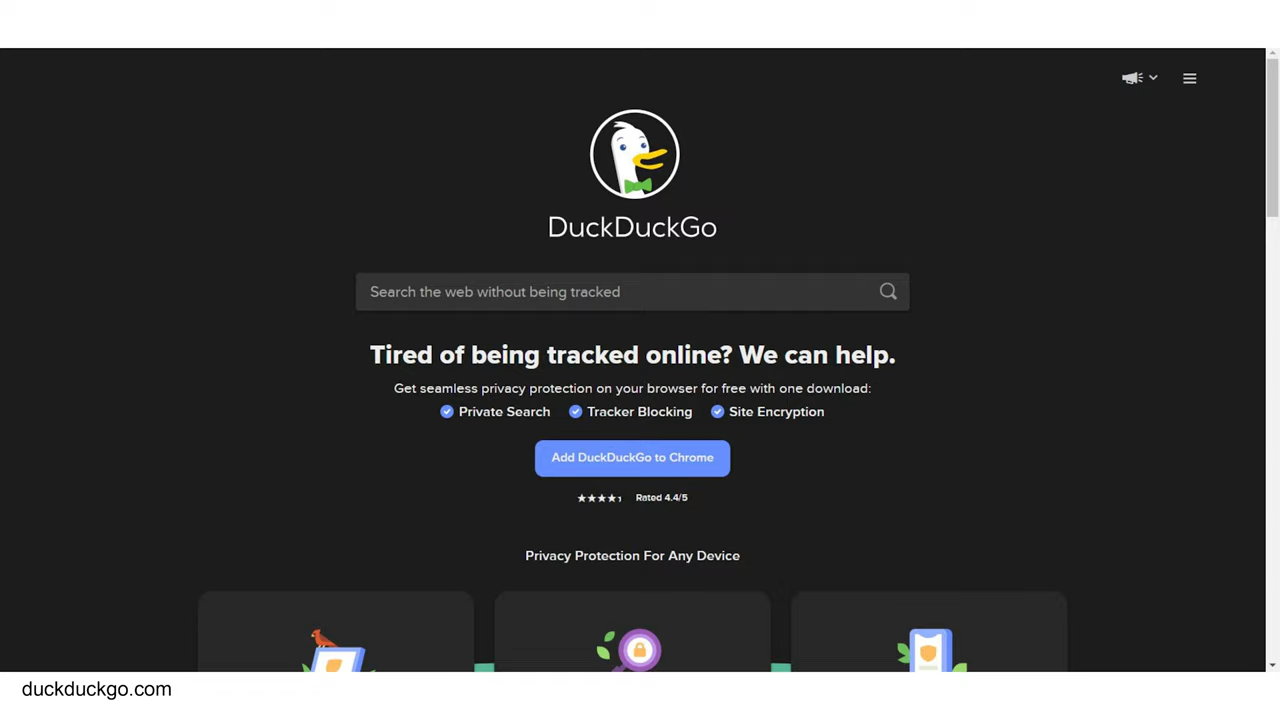 DuckDuckGo
Search the web without being tracked
Tired of being tracked online? We can help.
Get seamless privacy protection on your browser for free with one download:
Private Search Tracker Blocking Site Encryption
Add DuckDuckGo to Chrome
Rated 4.4/5
Privacy Protection For Any Device
duckduckgo.com